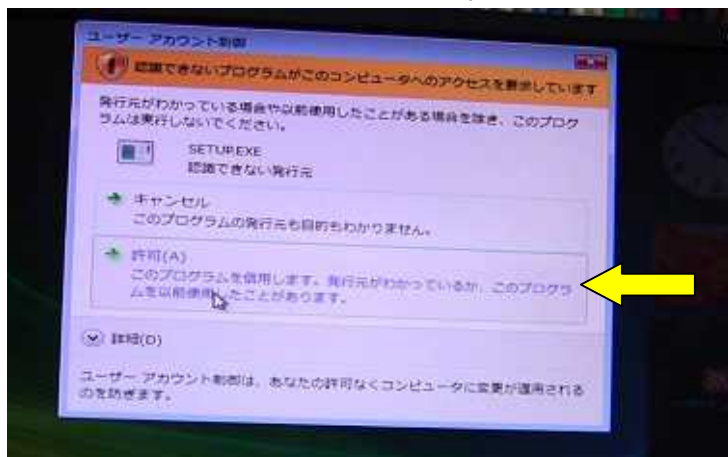 ユーザー アカウント制御
認識できないプログラムがこのコンピュータへのアクセスを要求しています
発行元がわかっている場合や以前使用したことがある場合を除き、このプログ
ラムは実行しないでください。
SETUP.EXE
認識できない発行元
キャンセル
このプログラムの発行元も目的もわかりません。
許可(A)
このプログラムを信用します。発行元がわかっているか、このプログラ
ムを以前使用したことがあります。
詳細(D)
ユーザー アカウント制御は、あなたの許可なくコンピュータに変更が適用される
のを防ぎます。